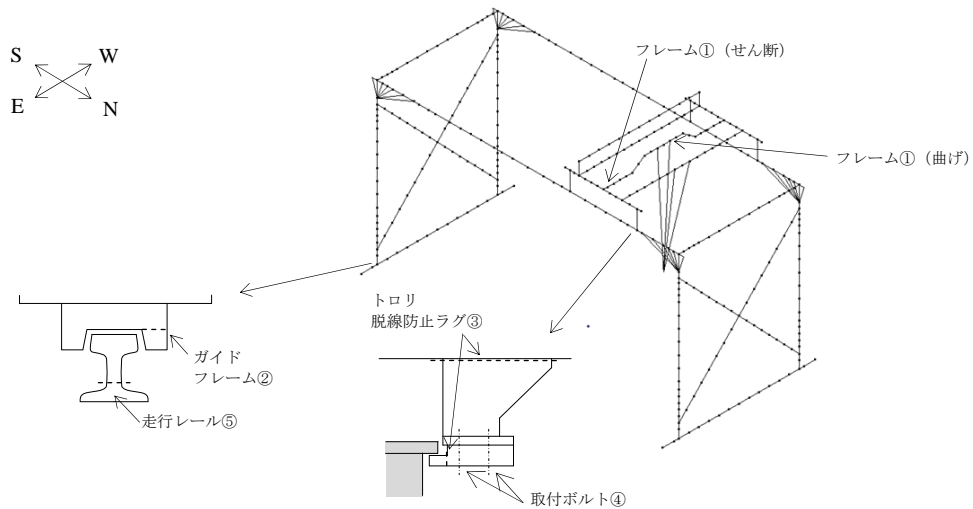 S
W
E
N
フレーム①（せん断）
フレーム①（曲げ）
トロリ
脱線防止ラグ③
ガイド
フレーム②
走行レール⑤
取付ボルト④